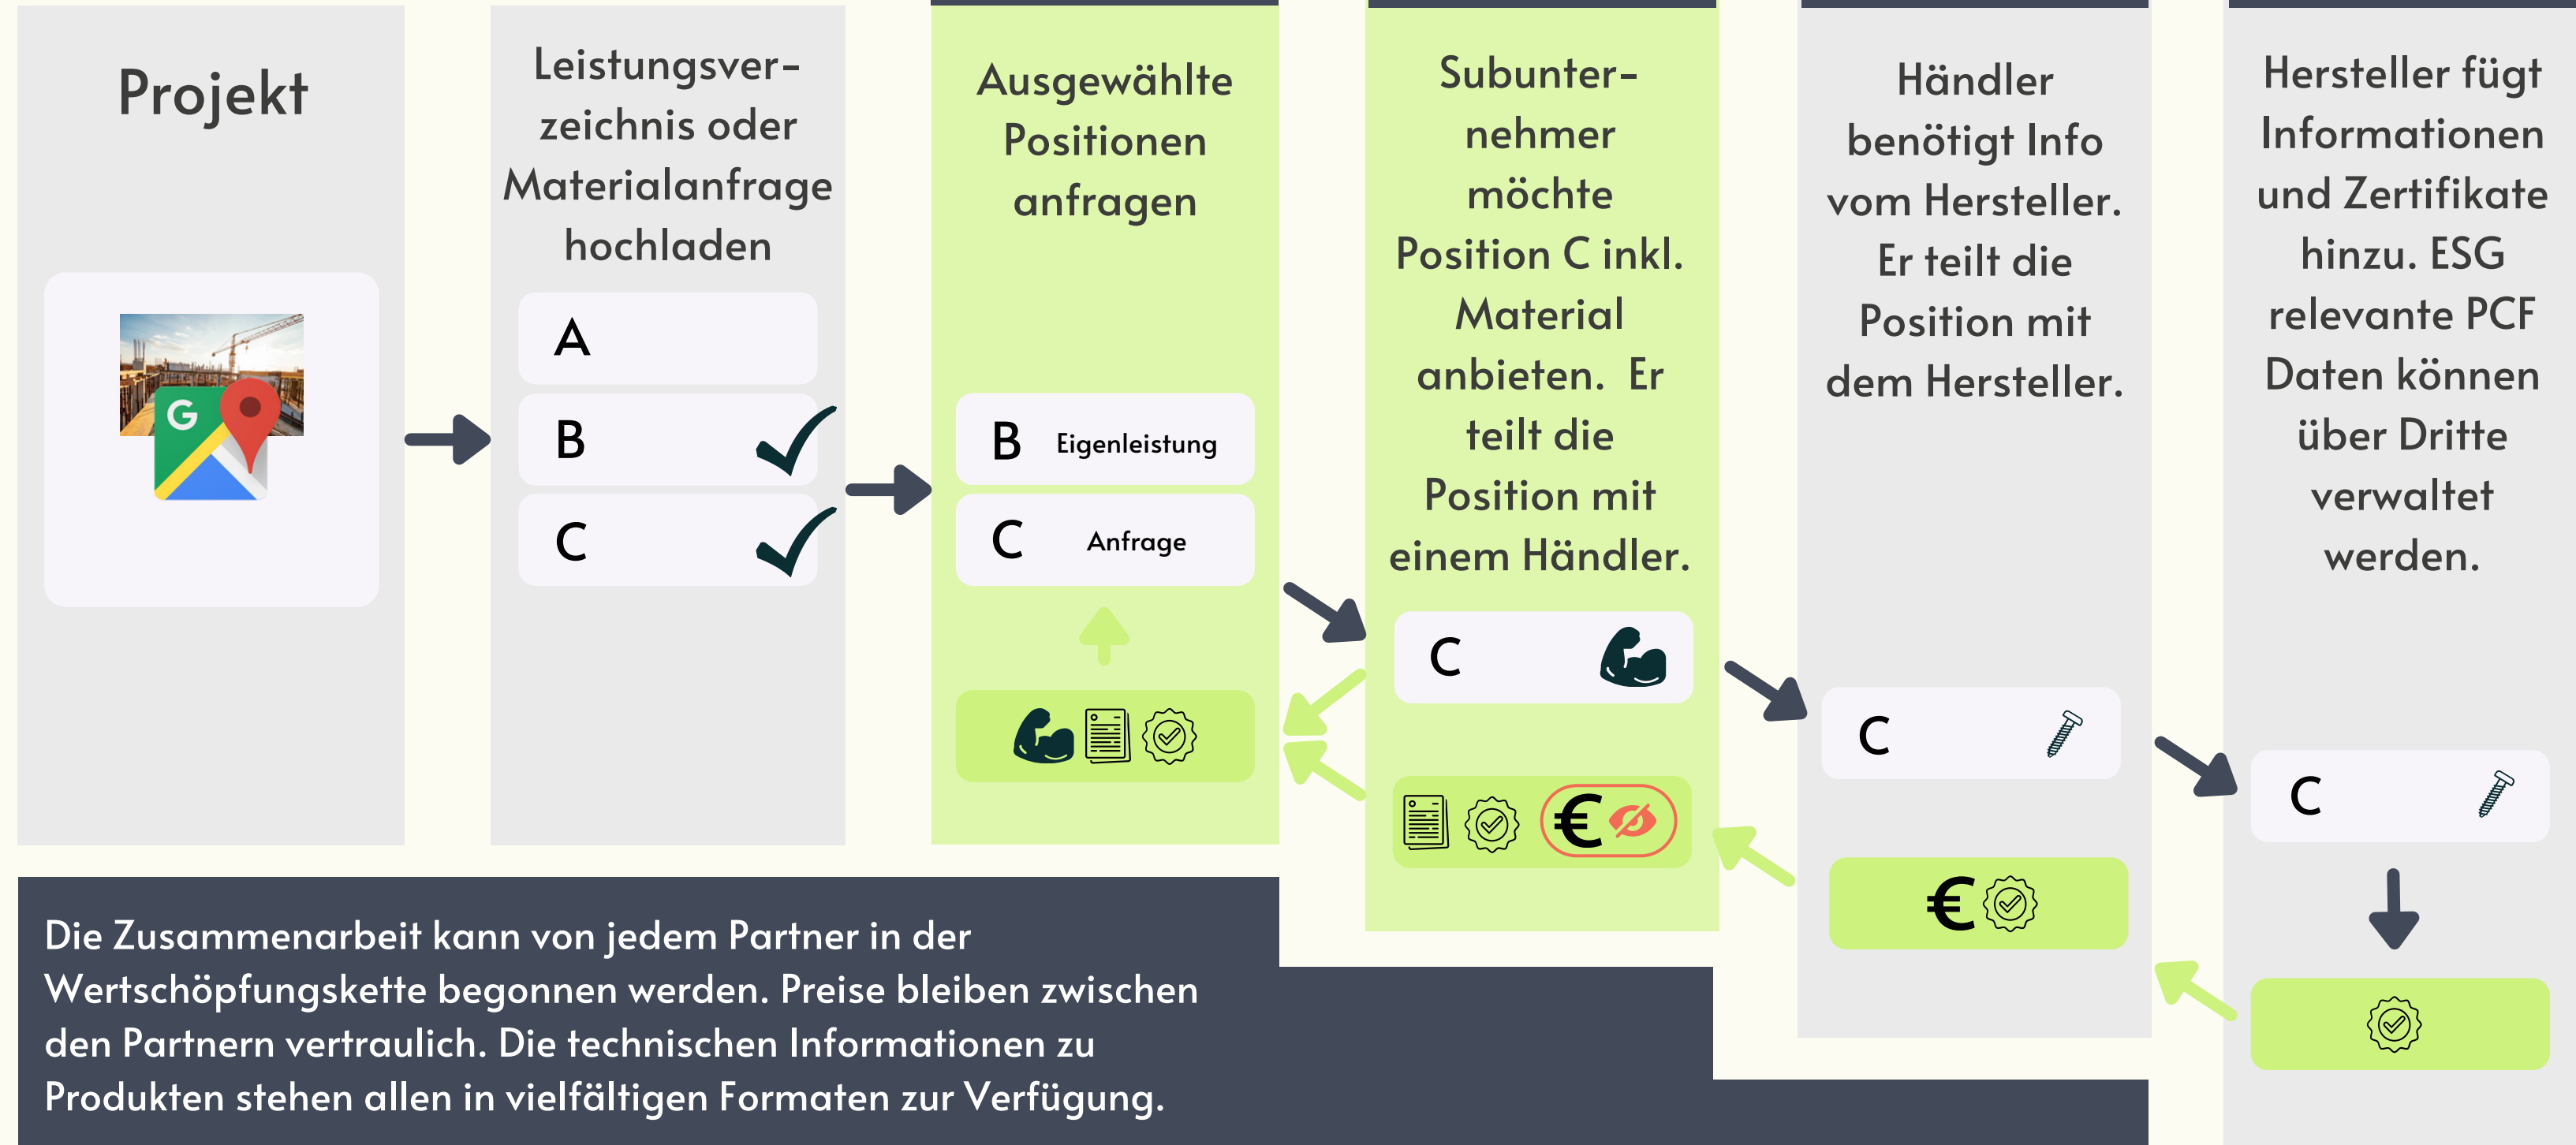 Projekt
G
Leistungsver-
zeichnis oder
Materialanfrage
hochladen
A
B
C
Ausgewählte
Positionen
anfragen
B Eigenleistung
C Anfrage
Subunter-
nehmer
möchte
Position C inkl.
Material
anbieten. Er
teilt die
Position mit
einem Händler.
C
€
Händler
benötigt Info
vom Hersteller.
Er teilt die
Position mit
dem Hersteller.
C
€
Hersteller fügt
Informationen
und Zertifikate
hinzu. ESG
relevante PCF
Daten können
über Dritte
verwaltet
werden.
C
Die Zusammenarbeit kann von jedem Partner in der
Wertschöpfungskette begonnen werden. Preise bleiben zwischen
den Partnern vertraulich. Die technischen Informationen zu
Produkten stehen allen in vielfältigen Formaten zur Verfügung.